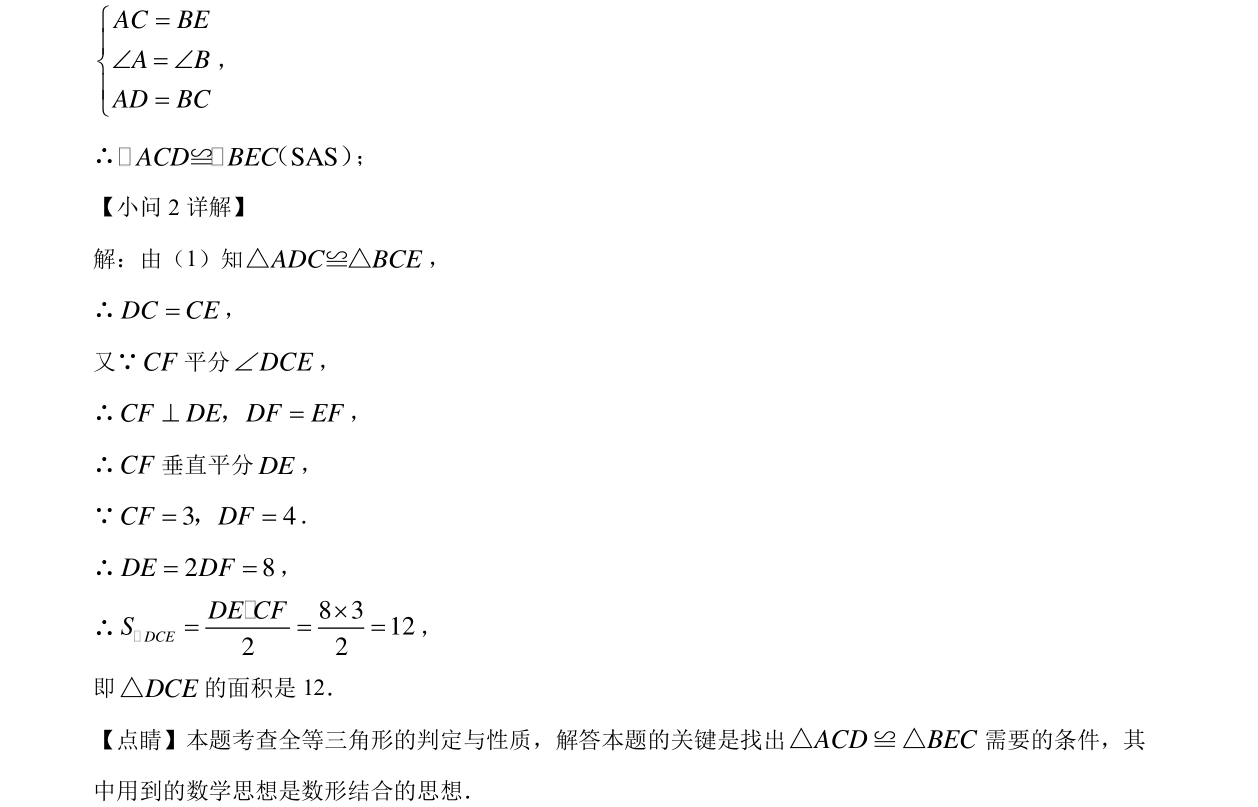 AC = BE
∠A = ∠B，
AD = BC
∴□ACD≌□BEC(SAS)；
【小问 2 详解】
解：由（1）知△ADC≌△BCE，
∴DC = CE，
又∵CF 平分∠DCE，
∴CF ⊥ DE，DF = EF，
∴CF 垂直平分DE，
∵CF = 3，DF = 4．
∴DE = 2DF = 8，
∴S□DCE = DE□CF/2 = 8×3/2 = 12，
即△DCE 的面积是 12．
【点睛】本题考查全等三角形的判定与性质，解答本题的关键是找出△ACD ≌ △BEC 需要的条件，其
中用到的数学思想是数形结合的思想．